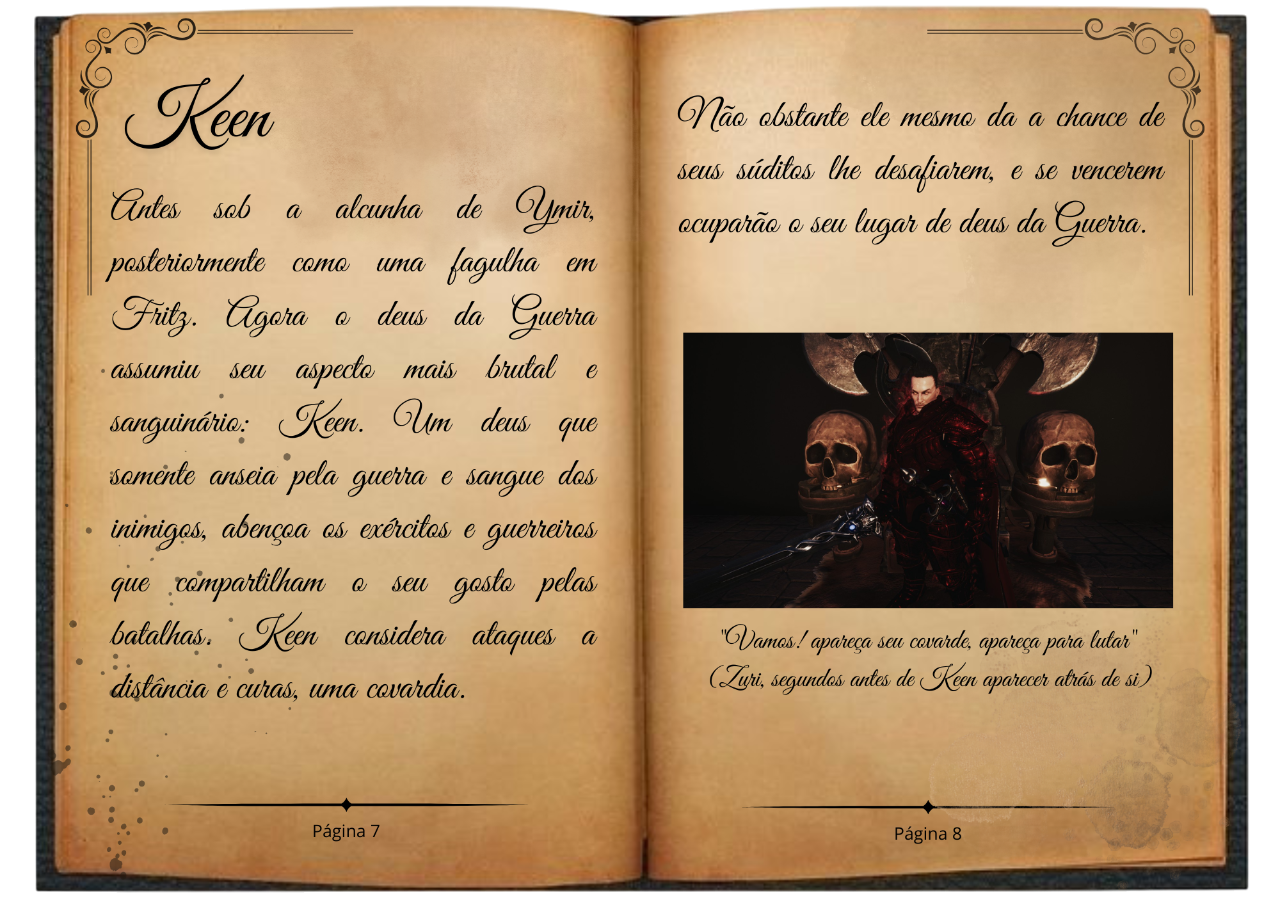 Keen
Antes sob a alcunha de Ymir,
posteriormente como uma fagulha em
Fritz. Agora o deus da Guerra
assumiu seu aspecto mais brutal e
sanguinário: Keen. Um deus que
somente anseia pela guerra e sangue dos
inimigos, abençoa os exércitos e guerreiros
que compartilham o seu gosto pelas
batalhas. Keen considera ataques a
distância e curas, uma covardia.
Página 7
Não obstante ele mesmo da a chance de
seus súditos lhe desafiarem, e se vencerem
ocuparão o seu lugar de deus da Guerra.
"Vamos! apareça seu covarde, apareça para lutar"
(Zuri, segundos antes de Keen aparecer atrás de si)
Página 8